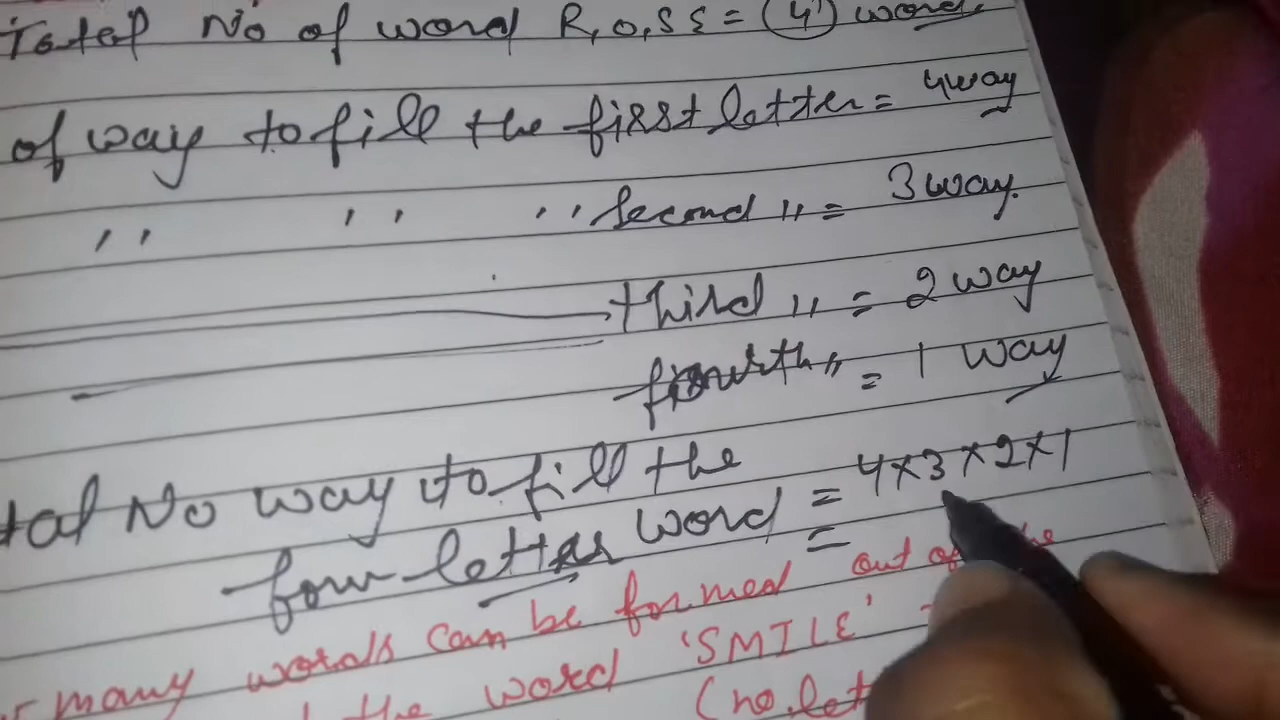 Total No of word R, O, S E = 4 word.
of way to fill the first letter = 4 way
,, ,, ,, second ,, = 3 way.
third ,, = 2 way
fourth ,, = 1 way
tal No way to fill the
four letter word = 4×3×2×1
=
many words can be formed out of the
the word 'SMILE'
(no let